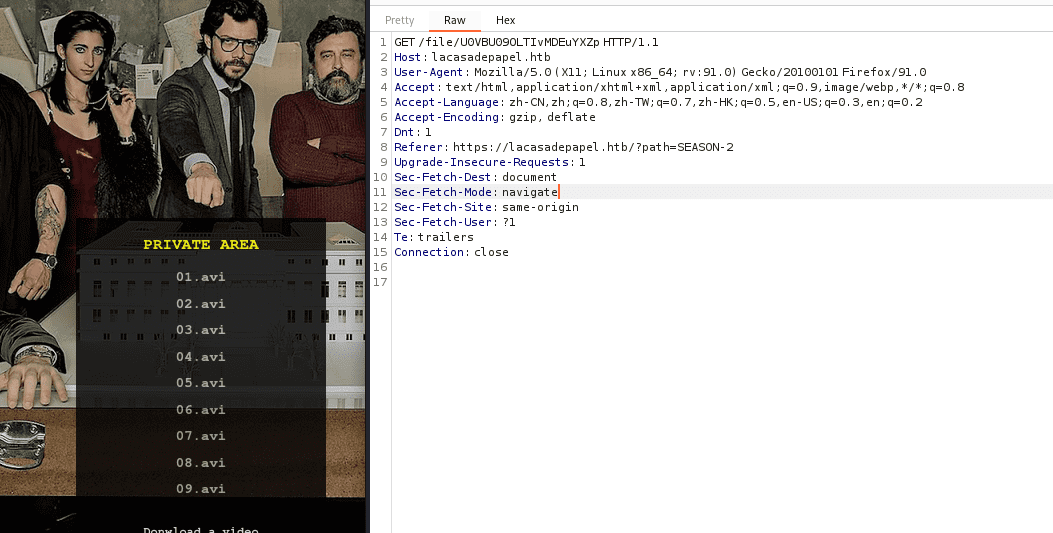 PRIVATE AREA
01.avi
02.avi
03.avi
04.avi
05.avi
06.avi
07.avi
08.avi
09.avi
Donwload a video
Pretty Raw Hex
1 GET /file/U0VBU09OLTIvMDEuYXZp HTTP/1.1
2 Host: lacasadepapel.htb
3 User-Agent: Mozilla/5.0 (X11; Linux x86_64; rv:91.0) Gecko/20100101 Firefox/91.0
4 Accept: text/html,application/xhtml+xml,application/xml;q=0.9,image/webp,*/*;q=0.8
5 Accept-Language: zh-CN,zh;q=0.8,zh-TW;q=0.7,zh-HK;q=0.5,en-US;q=0.3,en;q=0.2
6 Accept-Encoding: gzip, deflate
7 Dnt: 1
8 Referer: https://lacasadepapel.htb/?path=SEASON-2
9 Upgrade-Insecure-Requests: 1
10 Sec-Fetch-Dest: document
11 Sec-Fetch-Mode: navigate
12 Sec-Fetch-Site: same-origin
13 Sec-Fetch-User: ?1
14 Te: trailers
15 Connection: close
16
17